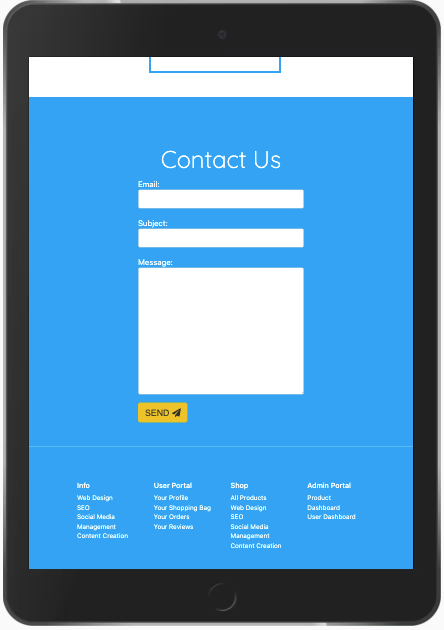 Contact Us
Email:
Subject:
Message:
SEND
Info
Web Design
SEO
Social Media
Management
Content Creation
User Portal
Your Profile
Your Shopping Bag
Your Orders
Your Reviews
Shop
All Products
Web Design
SEO
Social Media
Management
Content Creation
Admin Portal
Product
Dashboard
User Dashboard